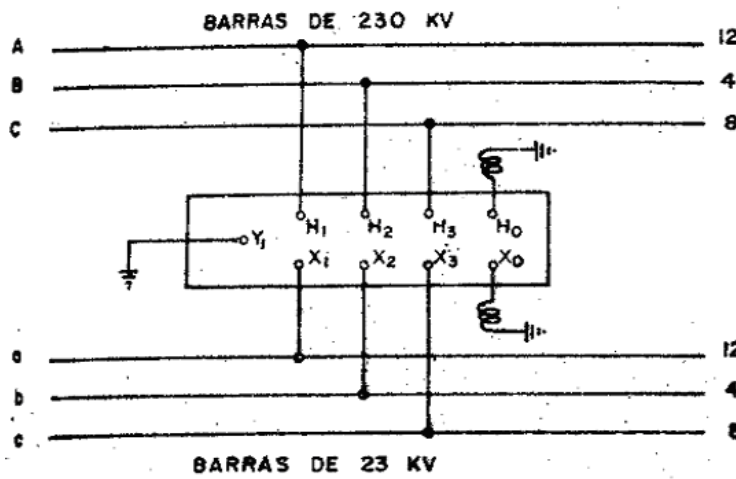 BARRAS DE 230 KV
A 12
B 4
C 8
H1 H2 H3 H0
Y1
X1 X2 X3 X0
a 12
b 4
c 8
BARRAS DE 23 KV